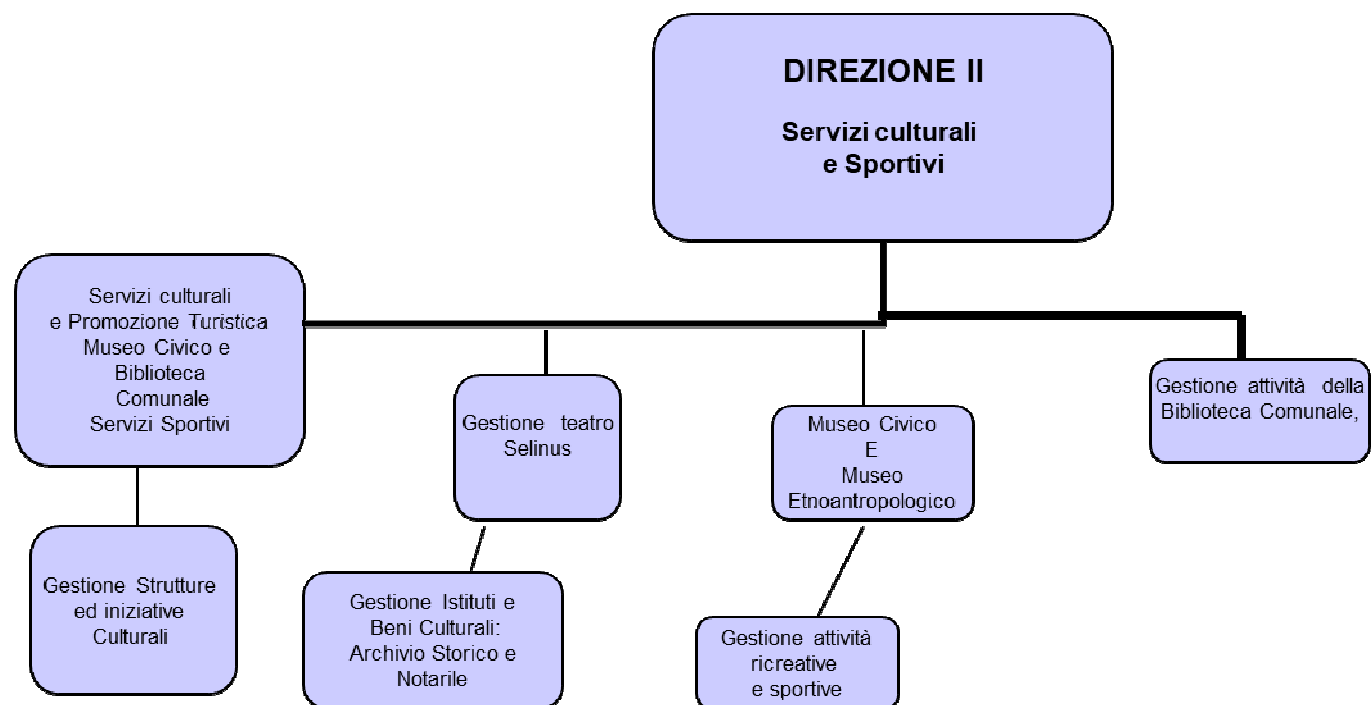 DIREZIONE II
Servizi culturali
e Sportivi
Servizi culturali
e Promozione Turistica
Museo Civico e
Biblioteca
Comunale
Servizi Sportivi
Gestione teatro
Selinus
Museo Civico
E
Museo
Etnoantropologico
Gestione attività della
Biblioteca Comunale,
Gestione Strutture
ed iniziative
Culturali
Gestione Istituti e
Beni Culturali:
Archivio Storico e
Notarile
Gestione attività
ricreative
e sportive